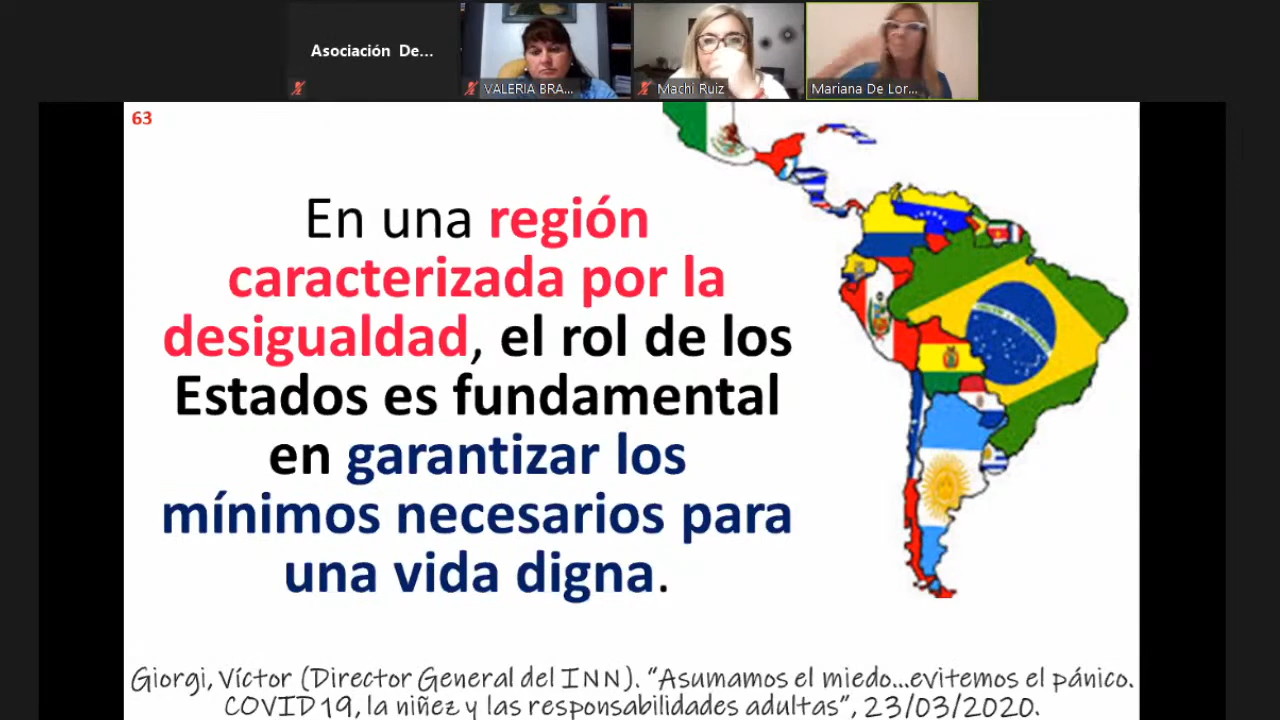 Asociación De...
VALERIA BRA...
Machi Ruiz
Mariana De Lor...
63
En una región
caracterizada por la
desigualdad, el rol de los
Estados es fundamental
en garantizar los
mínimos necesarios para
una vida digna.
Giorgi, Víctor (Director General del INN). “Asumamos el miedo...evitemos el pánico.
COVID 19, la niñez y las responsabilidades adultas”, 23/03/2020.